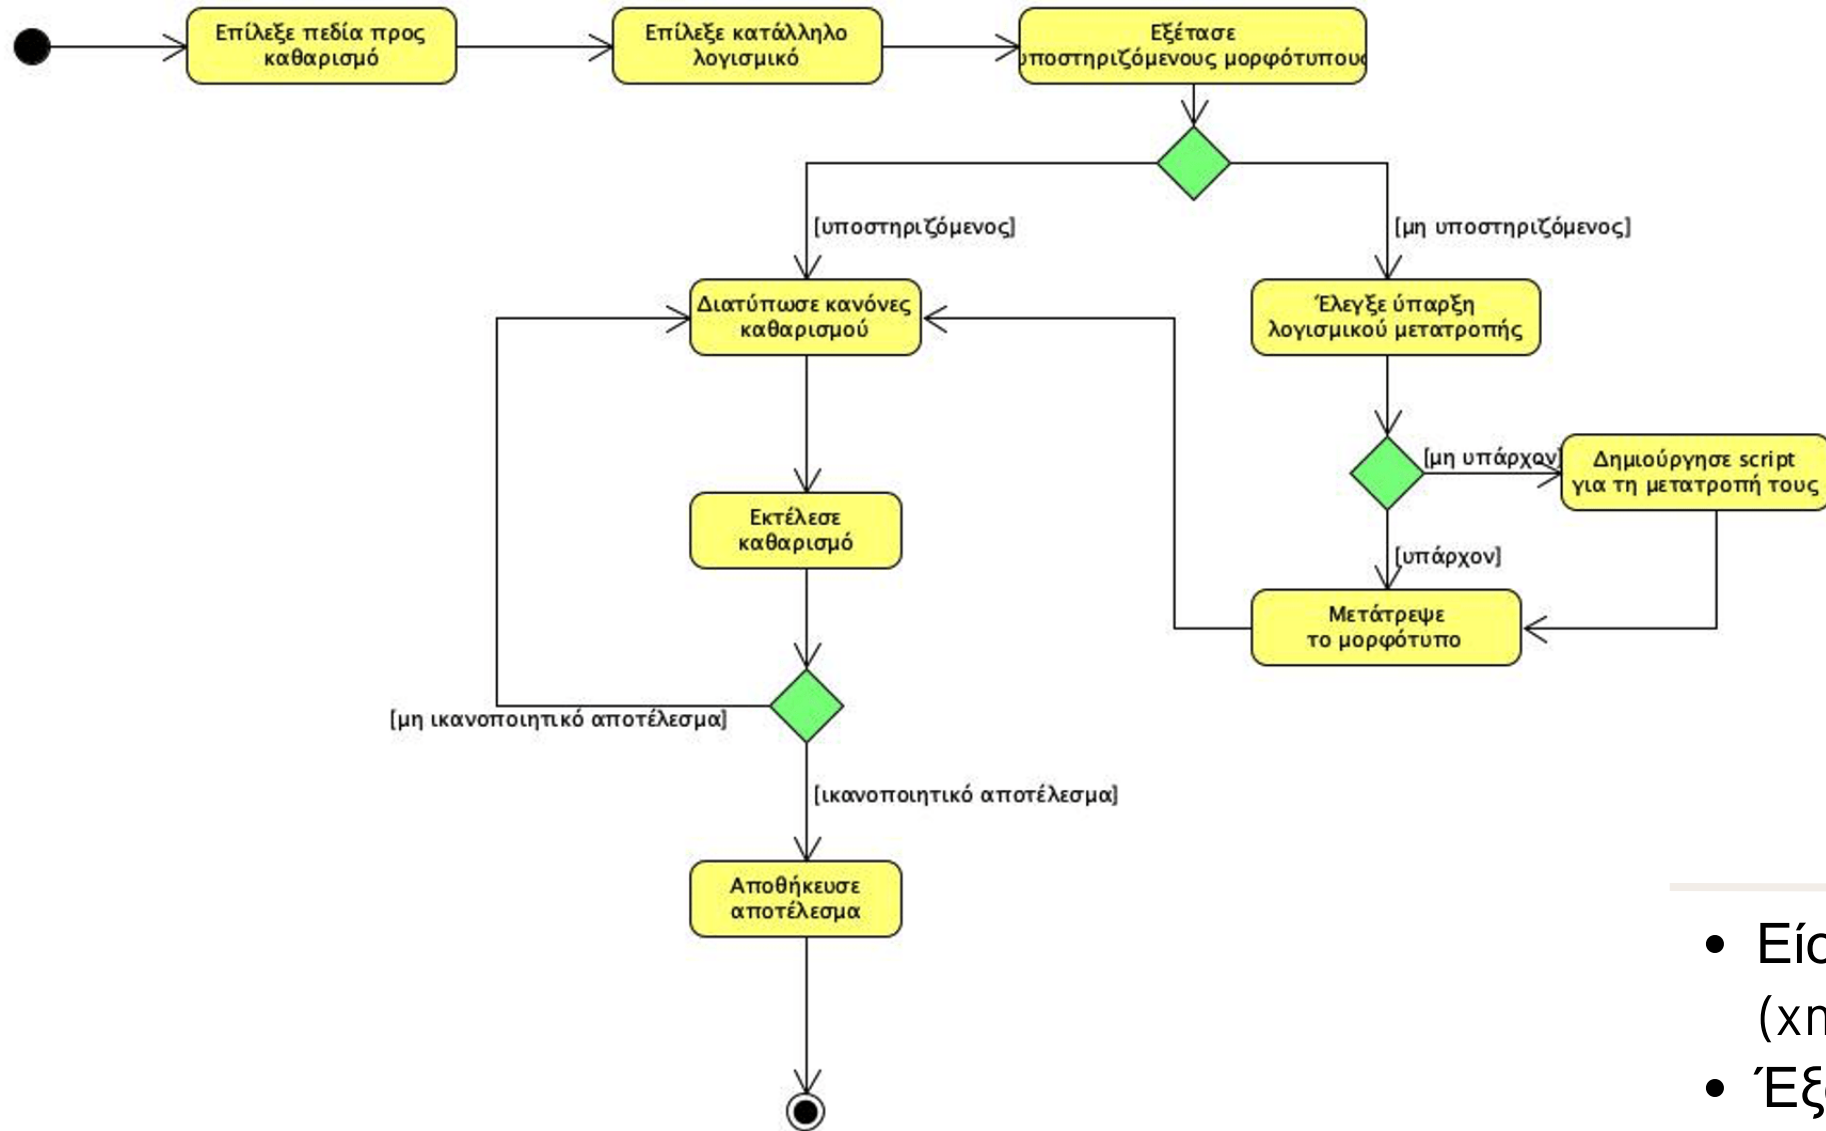 Επίλεξε πεδία προς
καθαρισμό
Επίλεξε κατάλληλο
λογισμικό
Εξέτασε
υποστηριζόμενους μορφότυπους
[υποστηριζόμενος]
[μη υποστηριζόμενος]
Διατύπωσε κανόνες
καθαρισμού
Έλεγξε ύπαρξη
λογισμικού μετατροπής
[μη υπάρχον]
Δημιούργησε script
για τη μετατροπή τους
Εκτέλεσε
καθαρισμό
[υπάρχον]
Μετάτρεψε
το μορφότυπο
[μη ικανοποιητικό αποτέλεσμα]
[ικανοποιητικό αποτέλεσμα]
Αποθήκευσε
αποτέλεσμα